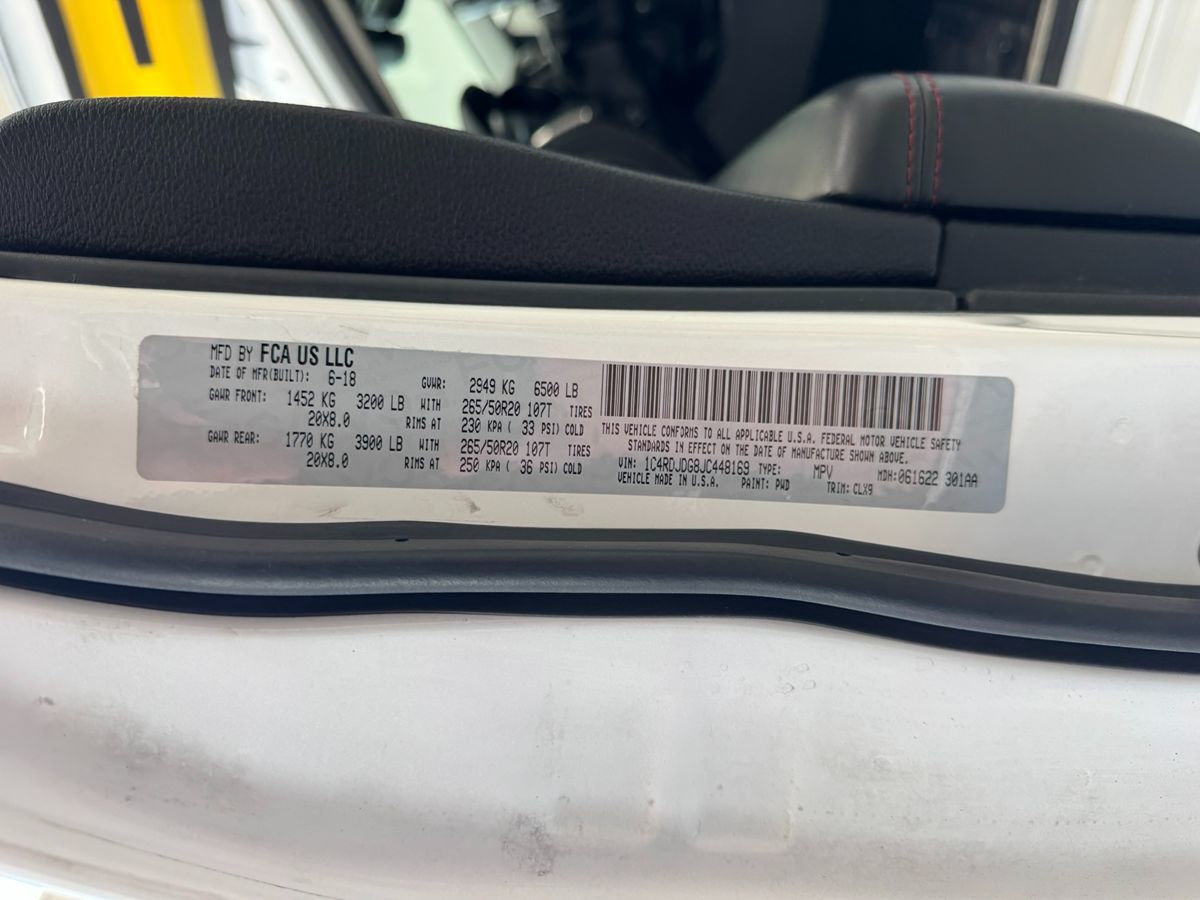 MFD BY FCA US LLC
DATE OF MFR(BUILT): 6-18 GVWR: 2949 KG 6500 LB
GAWR FRONT: 1452 KG 3200 LB WITH 265/50R20 107T TIRES
20X8.0 RIMS AT 230 KPA ( 33 PSI) COLD
GAWR REAR: 1770 KG 3900 LB WITH 265/50R20 107T TIRES
20X8.0 RIMS AT 250 KPA ( 36 PSI) COLD
THIS VEHICLE CONFORMS TO ALL APPLICABLE U.S.A. FEDERAL MOTOR VEHICLE SAFETY
STANDARDS IN EFFECT ON THE DATE OF MANUFACTURE SHOWN ABOVE.
VIN: 1C4RDJDG8JC448169 TYPE: MPV MDH: 061622 301AA
VEHICLE MADE IN U.S.A. PAINT: PWD TRIM: CLX9